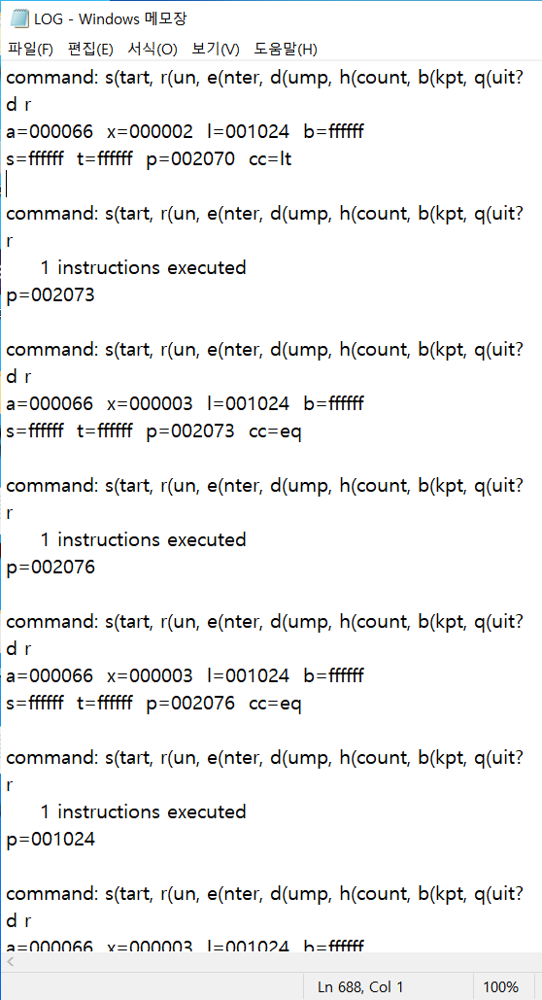 LOG - Windows 메모장
파일(F) 편집(E) 서식(O) 보기(V) 도움말(H)
command: s(tart, r(un, e(nter, d(ump, h(count, b(kpt, q(uit?
d r
a=000066 x=000002 l=001024 b=ffffff
s=ffffff t=ffffff p=002070 cc=lt
command: s(tart, r(un, e(nter, d(ump, h(count, b(kpt, q(uit?
r
1 instructions executed
p=002073
command: s(tart, r(un, e(nter, d(ump, h(count, b(kpt, q(uit?
d r
a=000066 x=000003 l=001024 b=ffffff
s=ffffff t=ffffff p=002073 cc=eq
command: s(tart, r(un, e(nter, d(ump, h(count, b(kpt, q(uit?
r
1 instructions executed
p=002076
command: s(tart, r(un, e(nter, d(ump, h(count, b(kpt, q(uit?
d r
a=000066 x=000003 l=001024 b=ffffff
s=ffffff t=ffffff p=002076 cc=eq
command: s(tart, r(un, e(nter, d(ump, h(count, b(kpt, q(uit?
r
1 instructions executed
p=001024
command: s(tart, r(un, e(nter, d(ump, h(count, b(kpt, q(uit?
d r
a=000066 x=000003 l=001024 b=ffffff
Ln 688, Col 1 100%